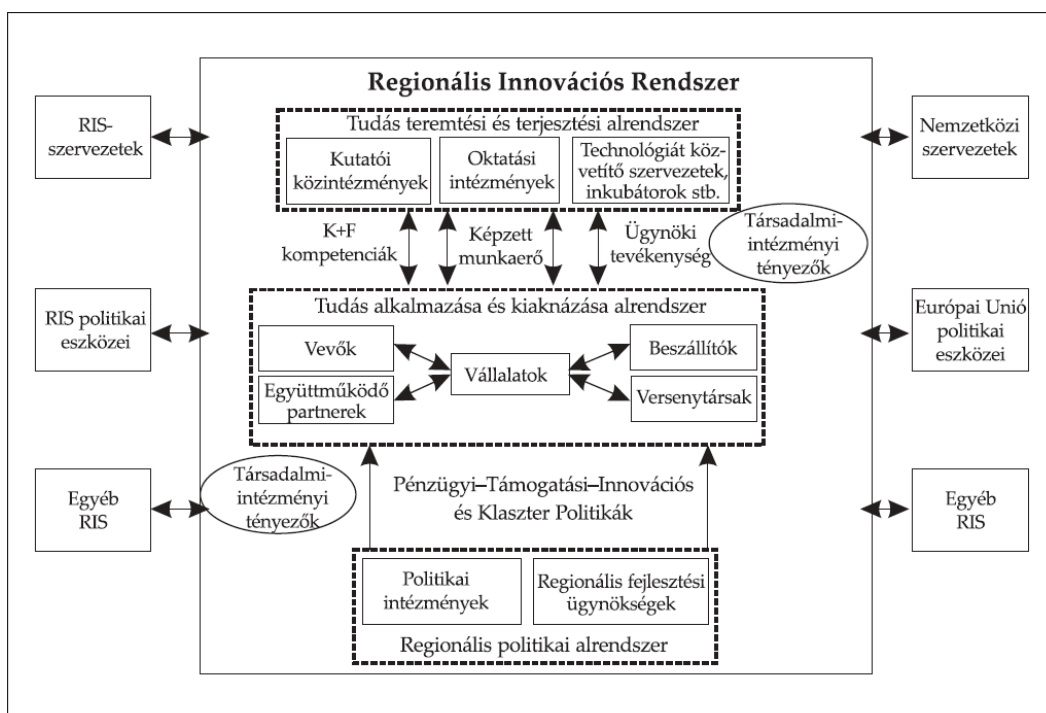 Regionális Innovációs Rendszer
RIS-
szervezetek
RIS politikai
eszközei
Egyéb
RIS
Tudás teremtési és terjesztési alrendszer
Kutatói
közintézmények
Oktatási
intézmények
Technológiát köz-
vetítő szervezetek,
inkubátorok stb.
K+F
kompetenciák
Képzett
munkaerő
Ügynöki
tevékenység
Társadalmi-
intézményi
tényezők
Tudás alkalmazása és kiaknázása alrendszer
Vevők
Együttműködő
partnerek
Vállalatok
Beszállítók
Versenytársak
Társadalmi-
intézményi
tényezők
Pénzügyi–Támogatási–Innovációs
és Klaszter Politikák
Politikai
intézmények
Regionális fejlesztési
ügynökségek
Regionális politikai alrendszer
Nemzetközi
szervezetek
Európai Unió
politikai
eszközei
Egyéb
RIS